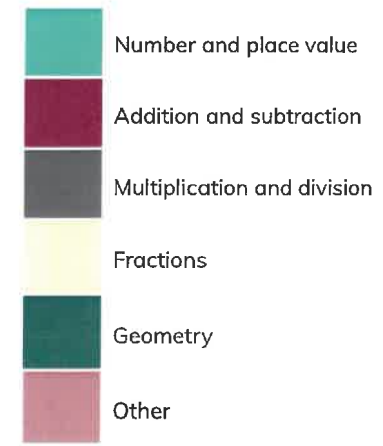 Number and place value
Addition and subtraction
Multiplication and division
Fractions
Geometry
Other